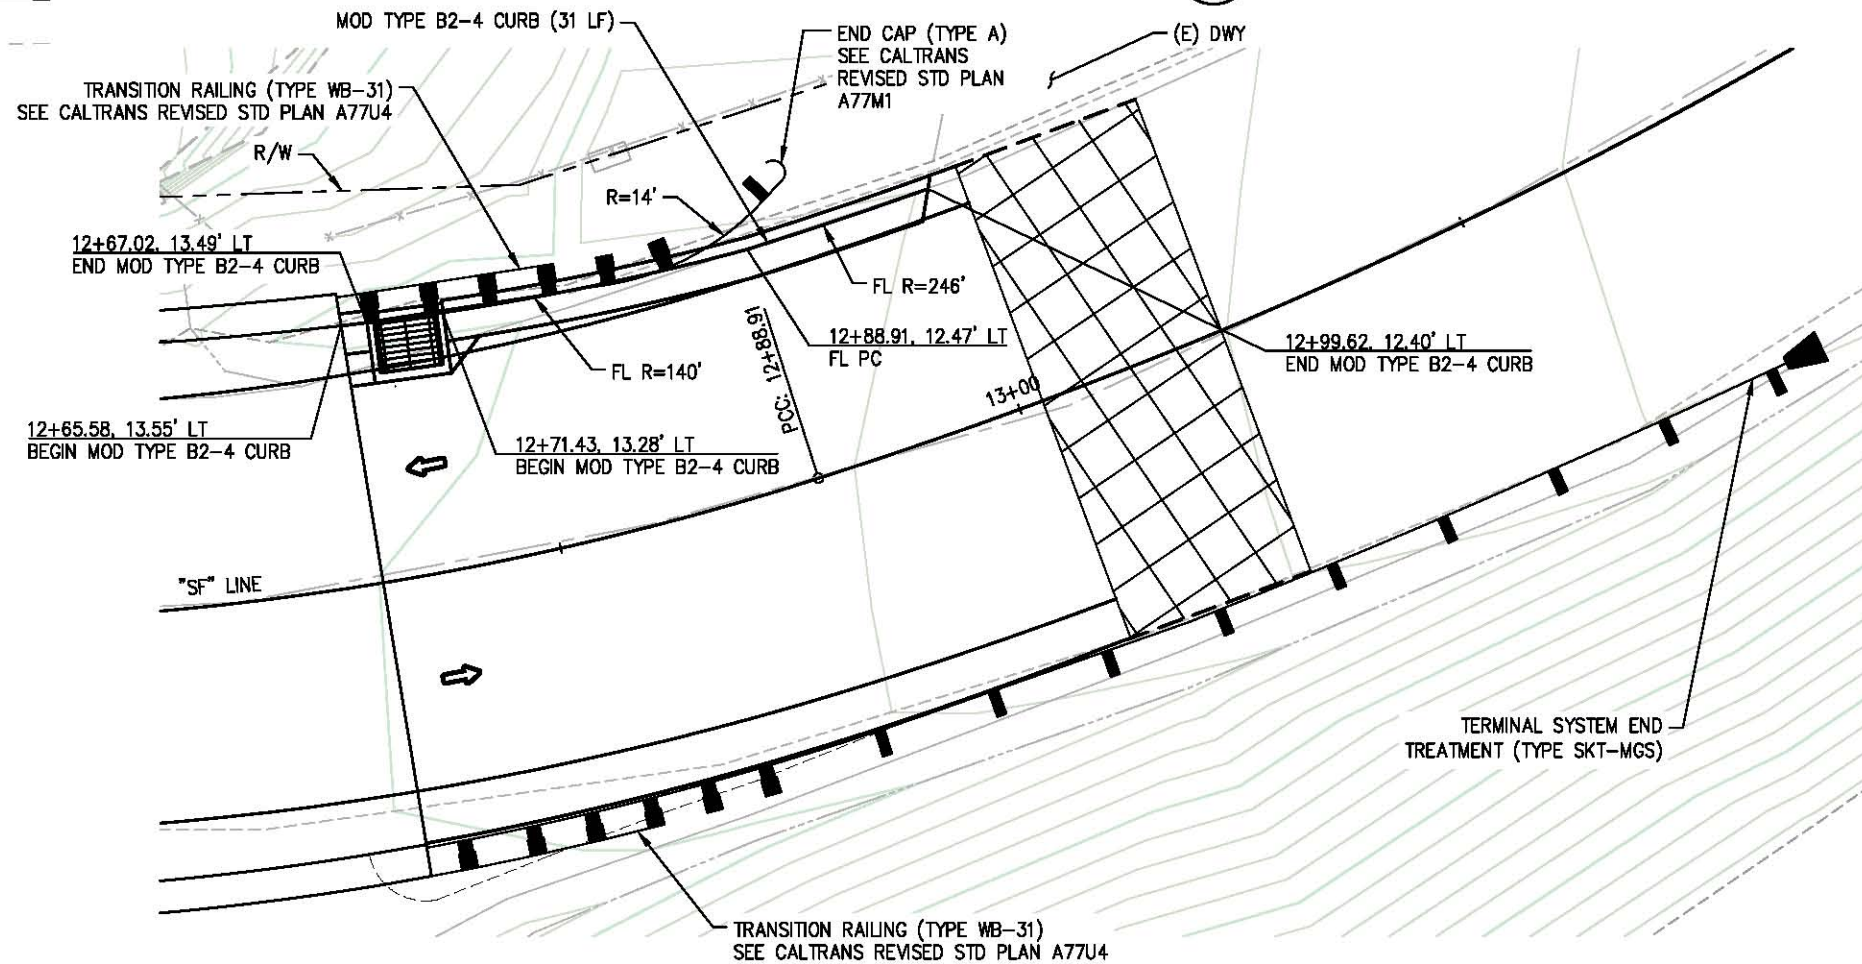 MOD TYPE B2-4 CURB (31 LF)
END CAP (TYPE A)
SEE CALTRANS
REVISED STD PLAN
A77M1
(E) DWY
TRANSITION RAILING (TYPE WB-31)
SEE CALTRANS REVISED STD PLAN A77U4
R/W
R=14'
12+67.02, 13.49' LT
END MOD TYPE B2-4 CURB
FL R=246'
12+88.91, 12.47' LT
FL PC
PCC: 12+88.91
12+99.62, 12.40' LT
END MOD TYPE B2-4 CURB
FL R=140'
13+00
12+65.58, 13.55' LT
BEGIN MOD TYPE B2-4 CURB
12+71.43, 13.28' LT
BEGIN MOD TYPE B2-4 CURB
"SF" LINE
TERMINAL SYSTEM END
TREATMENT (TYPE SKT-MGS)
TRANSITION RAILING (TYPE WB-31)
SEE CALTRANS REVISED STD PLAN A77U4